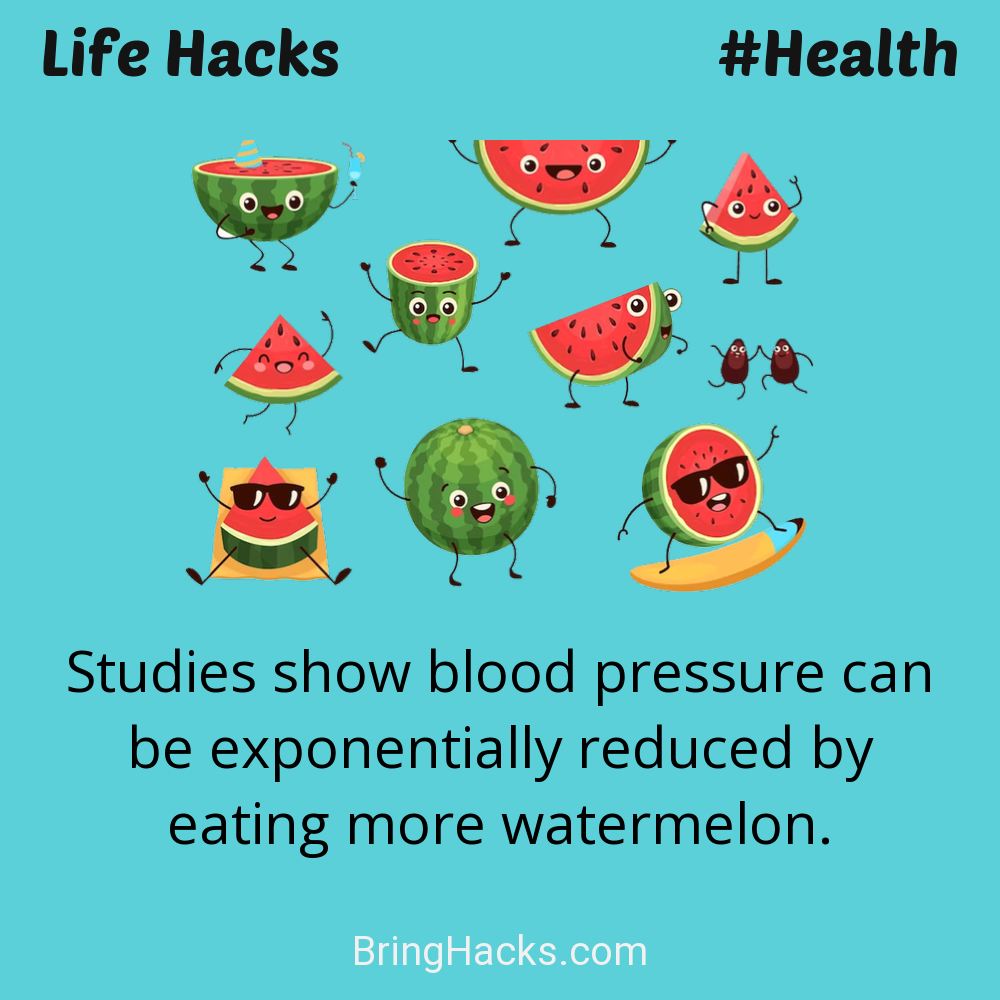 Life Hacks #Health
Studies show blood pressure can
be exponentially reduced by
eating more watermelon.
BringHacks.com